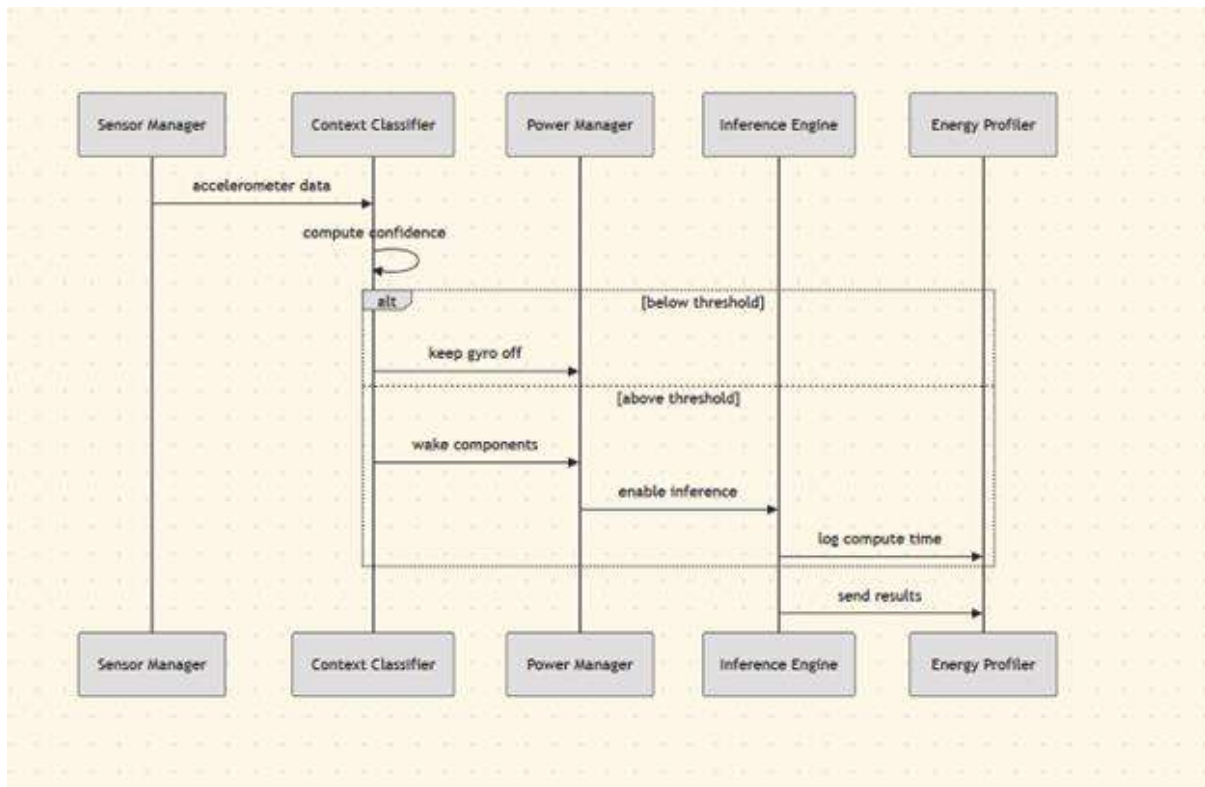 Sensor Manager Context Classifier Power Manager Inference Engine Energy Profiler
accelerometer data
compute confidence
alt [below threshold]
keep gyro off
[above threshold]
wake components
enable inference
log compute time
send results
Sensor Manager Context Classifier Power Manager Inference Engine Energy Profiler